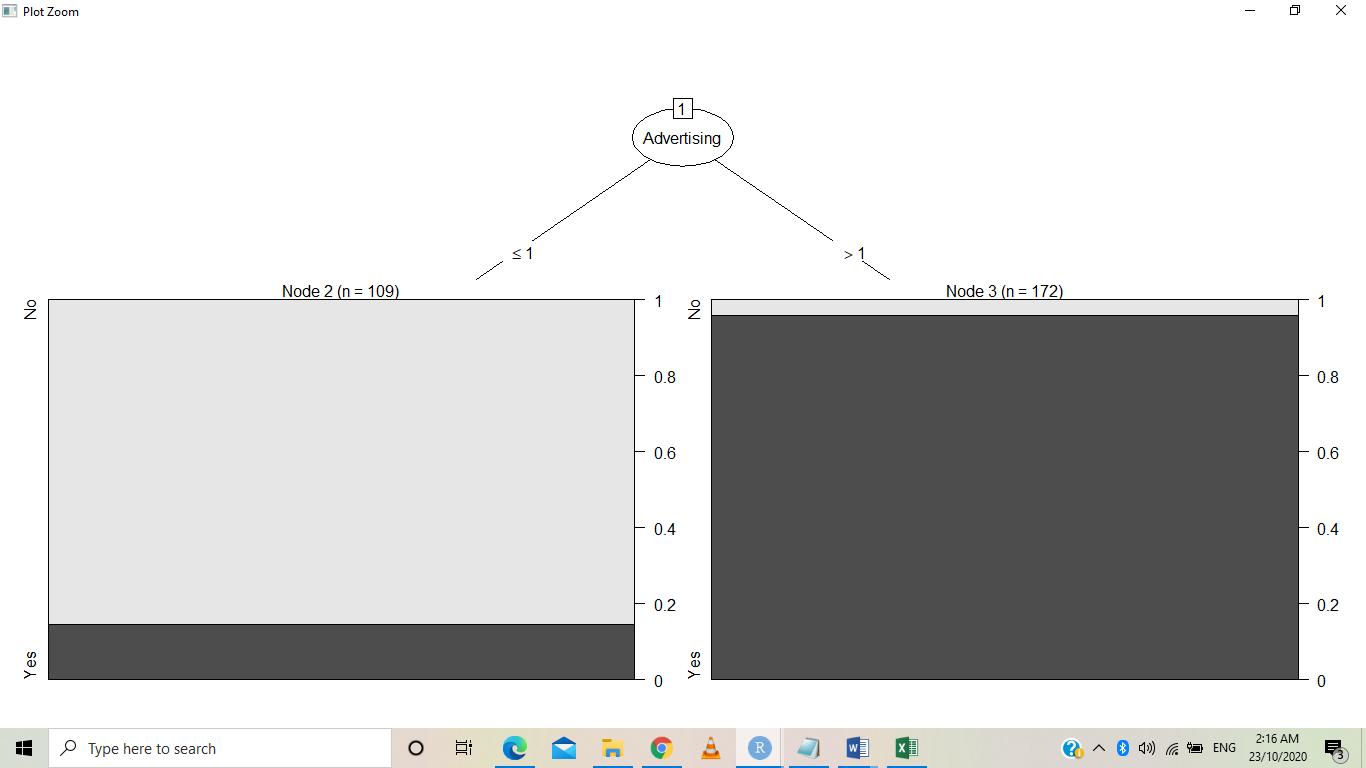 Plot Zoom
1
Advertising
≤ 1
> 1
Node 2 (n = 109)
No
Yes
1
0.8
0.6
0.4
0.2
0
Node 3 (n = 172)
No
Yes
1
0.8
0.6
0.4
0.2
0
Type here to search
R
ENG
2:16 AM
23/10/2020
3